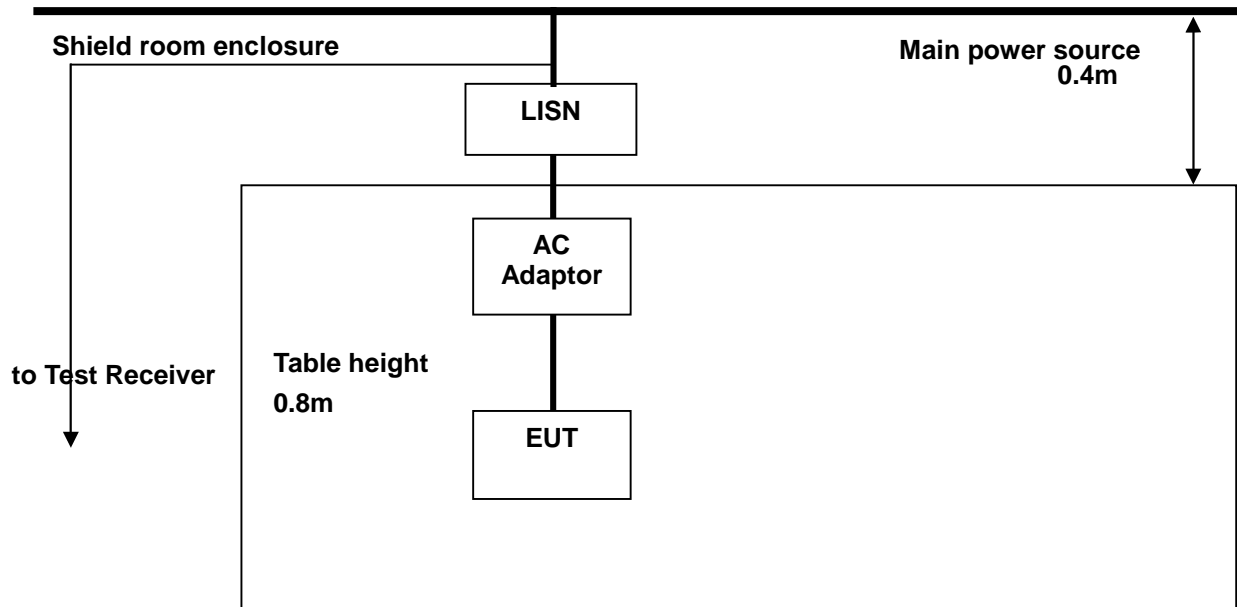 Shield room enclosure
Main power source
0.4m
LISN
AC
Adaptor
to Test Receiver
Table height
0.8m
EUT